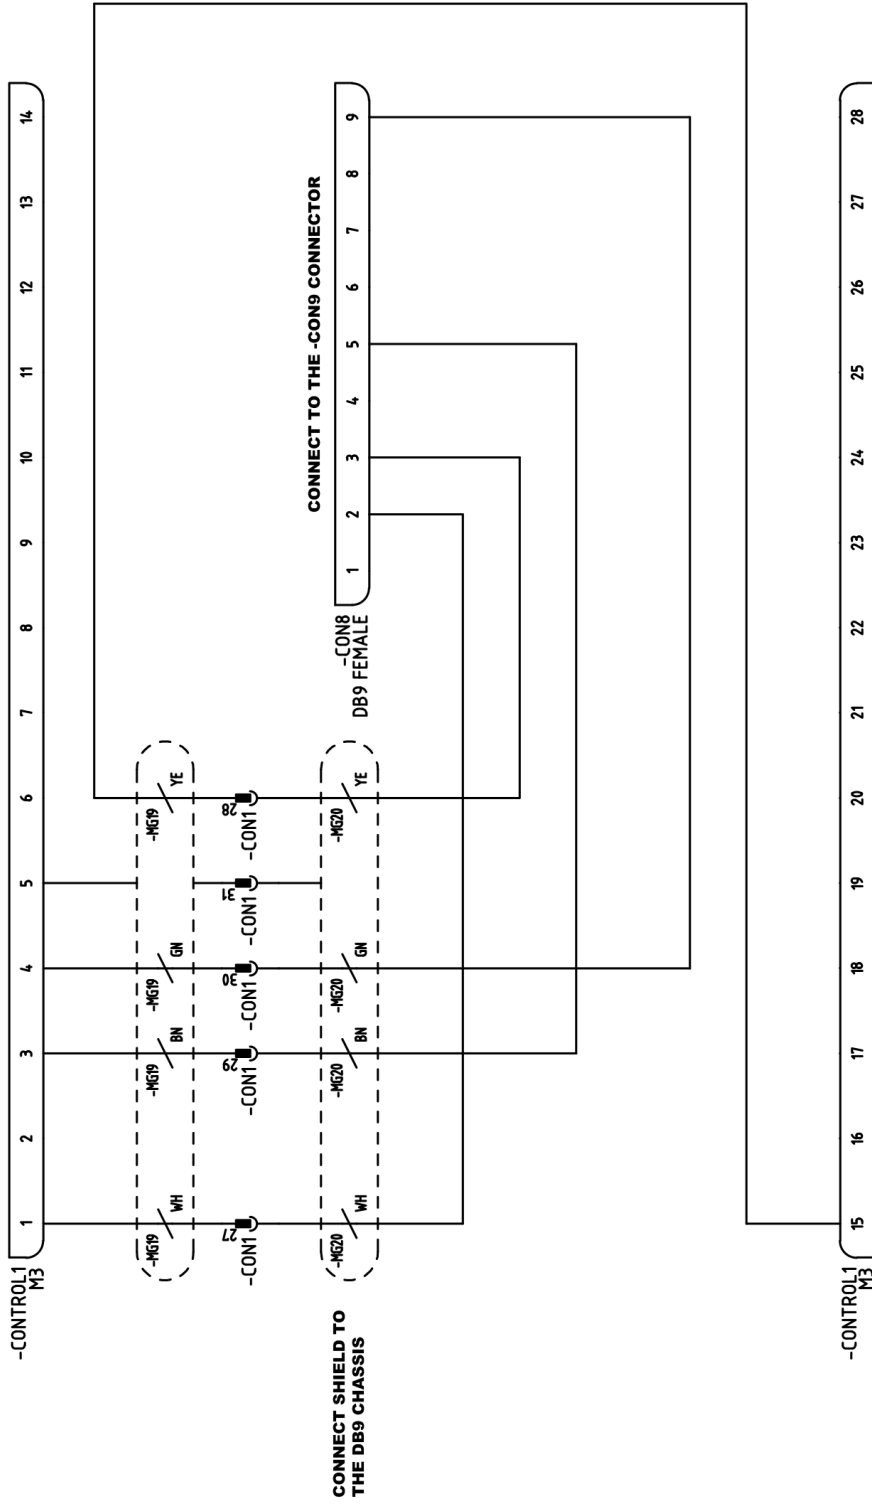 14
13
12
11
10
9
8
7
6
5
4
3
2
1
-CONTROL1
M3
-MG19
YE
-MG19
GN
-MG19
BN
-MG19
WH
28
-CON1
31
-CON1
30
-CON1
29
-CON1
27
-CON1
CONNECT TO THE -CON9 CONNECTOR
9
8
7
6
5
4
3
2
1
-CON8
DB9 FEMALE
-MG20
YE
-MG20
GN
-MG20
BN
-MG20
WH
CONNECT SHIELD TO
THE DB9 CHASSIS
28
27
26
25
24
23
22
21
20
19
18
17
16
15
-CONTROL1
M3